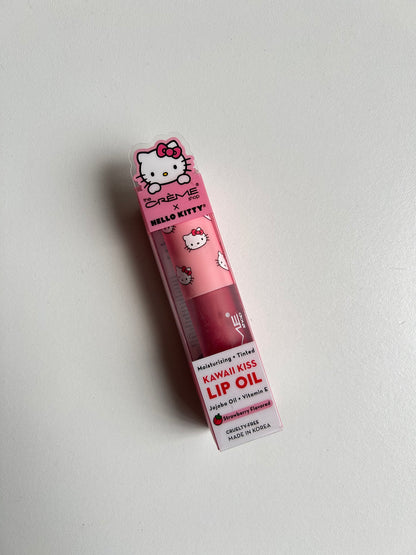 the
CRÈME®
shop
X
HELLO KITTY®
Moisturizing • Tinted
KAWAII KISS
LIP OIL
Jojoba Oil • Vitamin E
Strawberry Flavored
CRUELTY-FREE
MADE IN KOREA